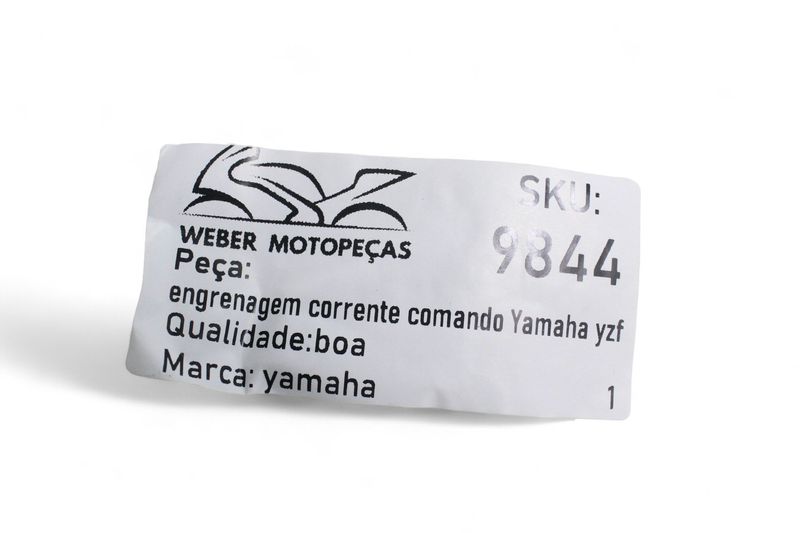 WEBER MOTOPEÇAS
SKU:
9844
Peça:
engrenagem corrente comando Yamaha yzf
Qualidade:boa
Marca: yamaha
1